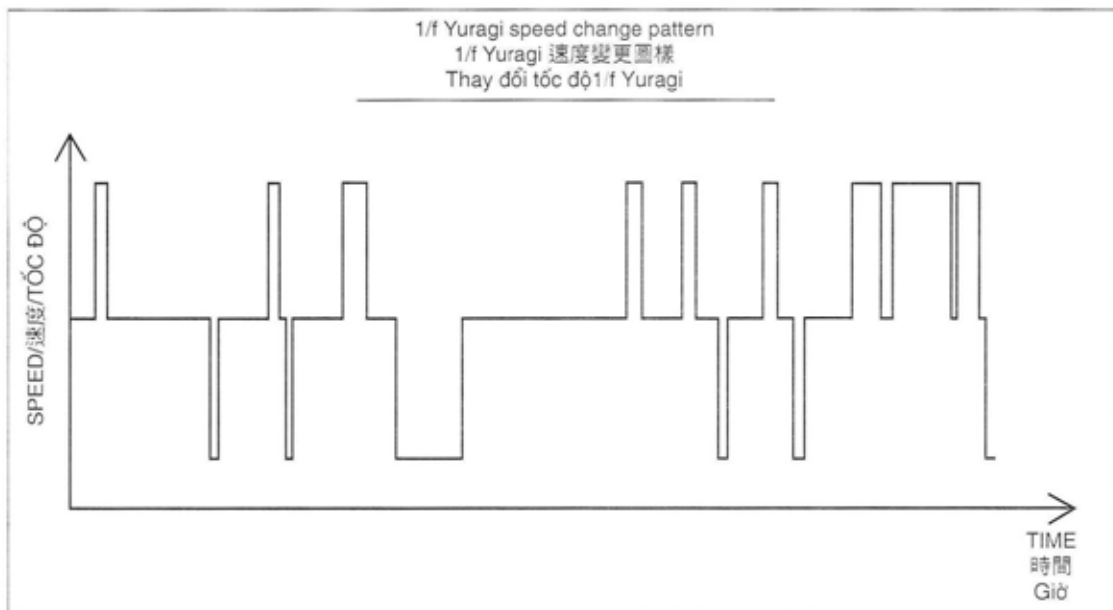 1/f Yuragi speed change pattern
1/f Yuragi 速度變更圖樣
Thay đổi tốc độ1/f Yuragi
SPEED/速度/TỐC ĐỘ
TIME
時間
Giờ